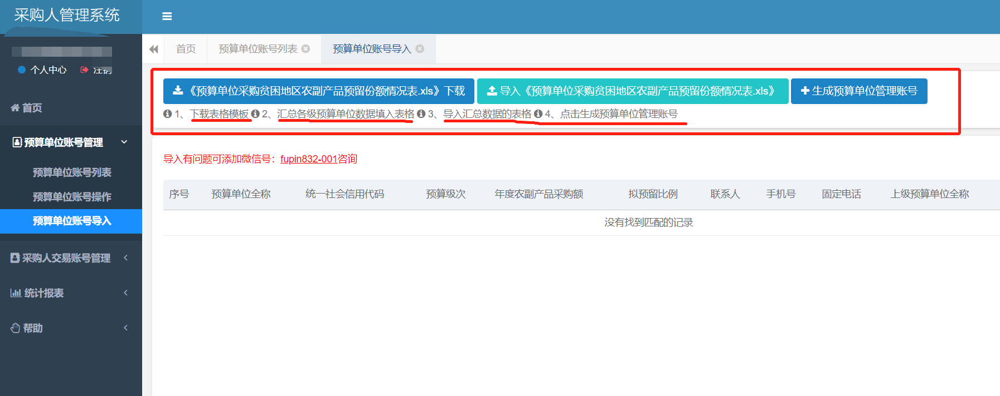 采购人管理系统
首页
预算单位账号列表
预算单位账号导入
个人中心
注销
首页
预算单位账号管理
预算单位账号列表
预算单位账号操作
预算单位账号导入
采购人交易账号管理
统计报表
帮助
《预算单位采购贫困地区农副产品预留份额情况表.xls》下载
导入《预算单位采购贫困地区农副产品预留份额情况表.xls》
生成预算单位管理账号
1、下载表格模板 2、汇总各级预算单位数据填入表格 3、导入汇总数据的表格 4、点击生成预算单位管理账号
导入有问题可添加微信号：fupin832-001咨询
序号 预算单位全称 统一社会信用代码 预算级次 年度农副产品采购额 拟预留比例 联系人 手机号 固定电话 上级预算单位全称
没有找到匹配的记录